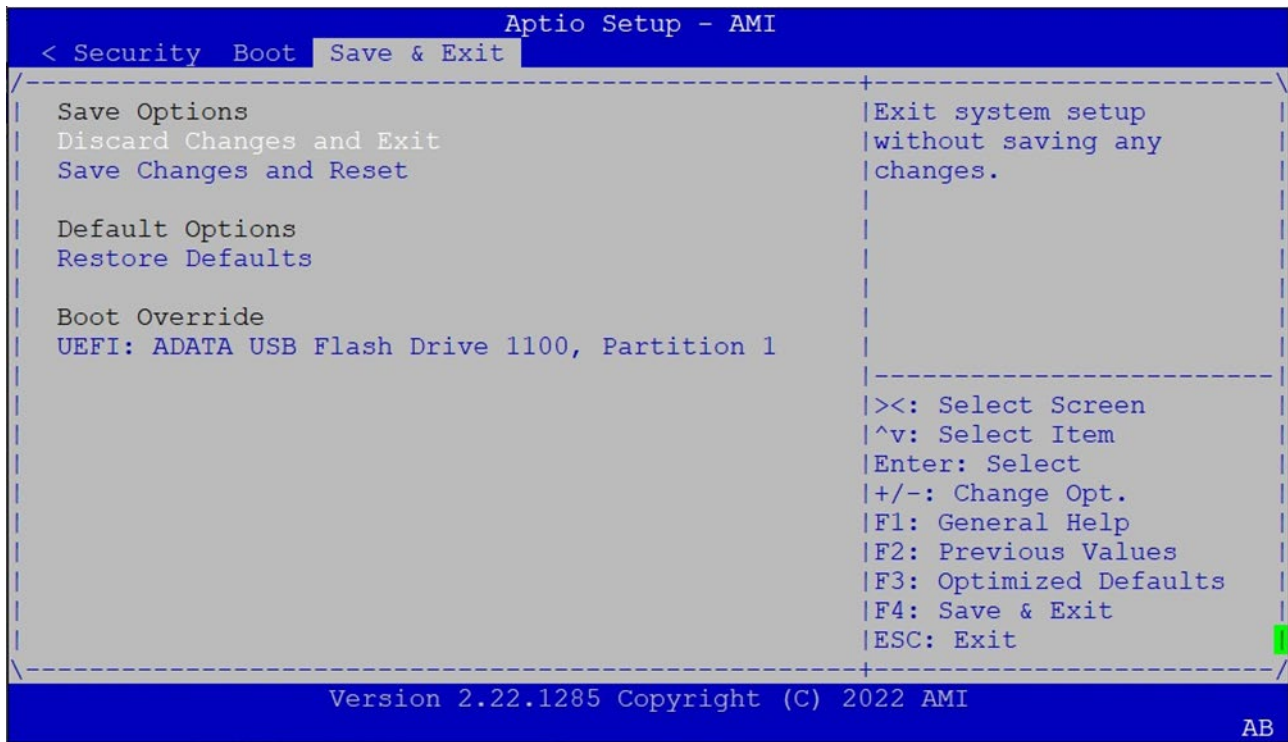 Aptio Setup - AMI
< Security Boot Save & Exit
/----------------------------------------------------+-------------------------\
Save Options
Discard Changes and Exit
Save Changes and Reset
Default Options
Restore Defaults
Boot Override
UEFI: ADATA USB Flash Drive 1100, Partition 1
Exit system setup
without saving any
changes.
><: Select Screen
^v: Select Item
Enter: Select
+/-: Change Opt.
F1: General Help
F2: Previous Values
F3: Optimized Defaults
F4: Save & Exit
ESC: Exit
\----------------------------------------------------+-------------------------/
Version 2.22.1285 Copyright (C) 2022 AMI
AB